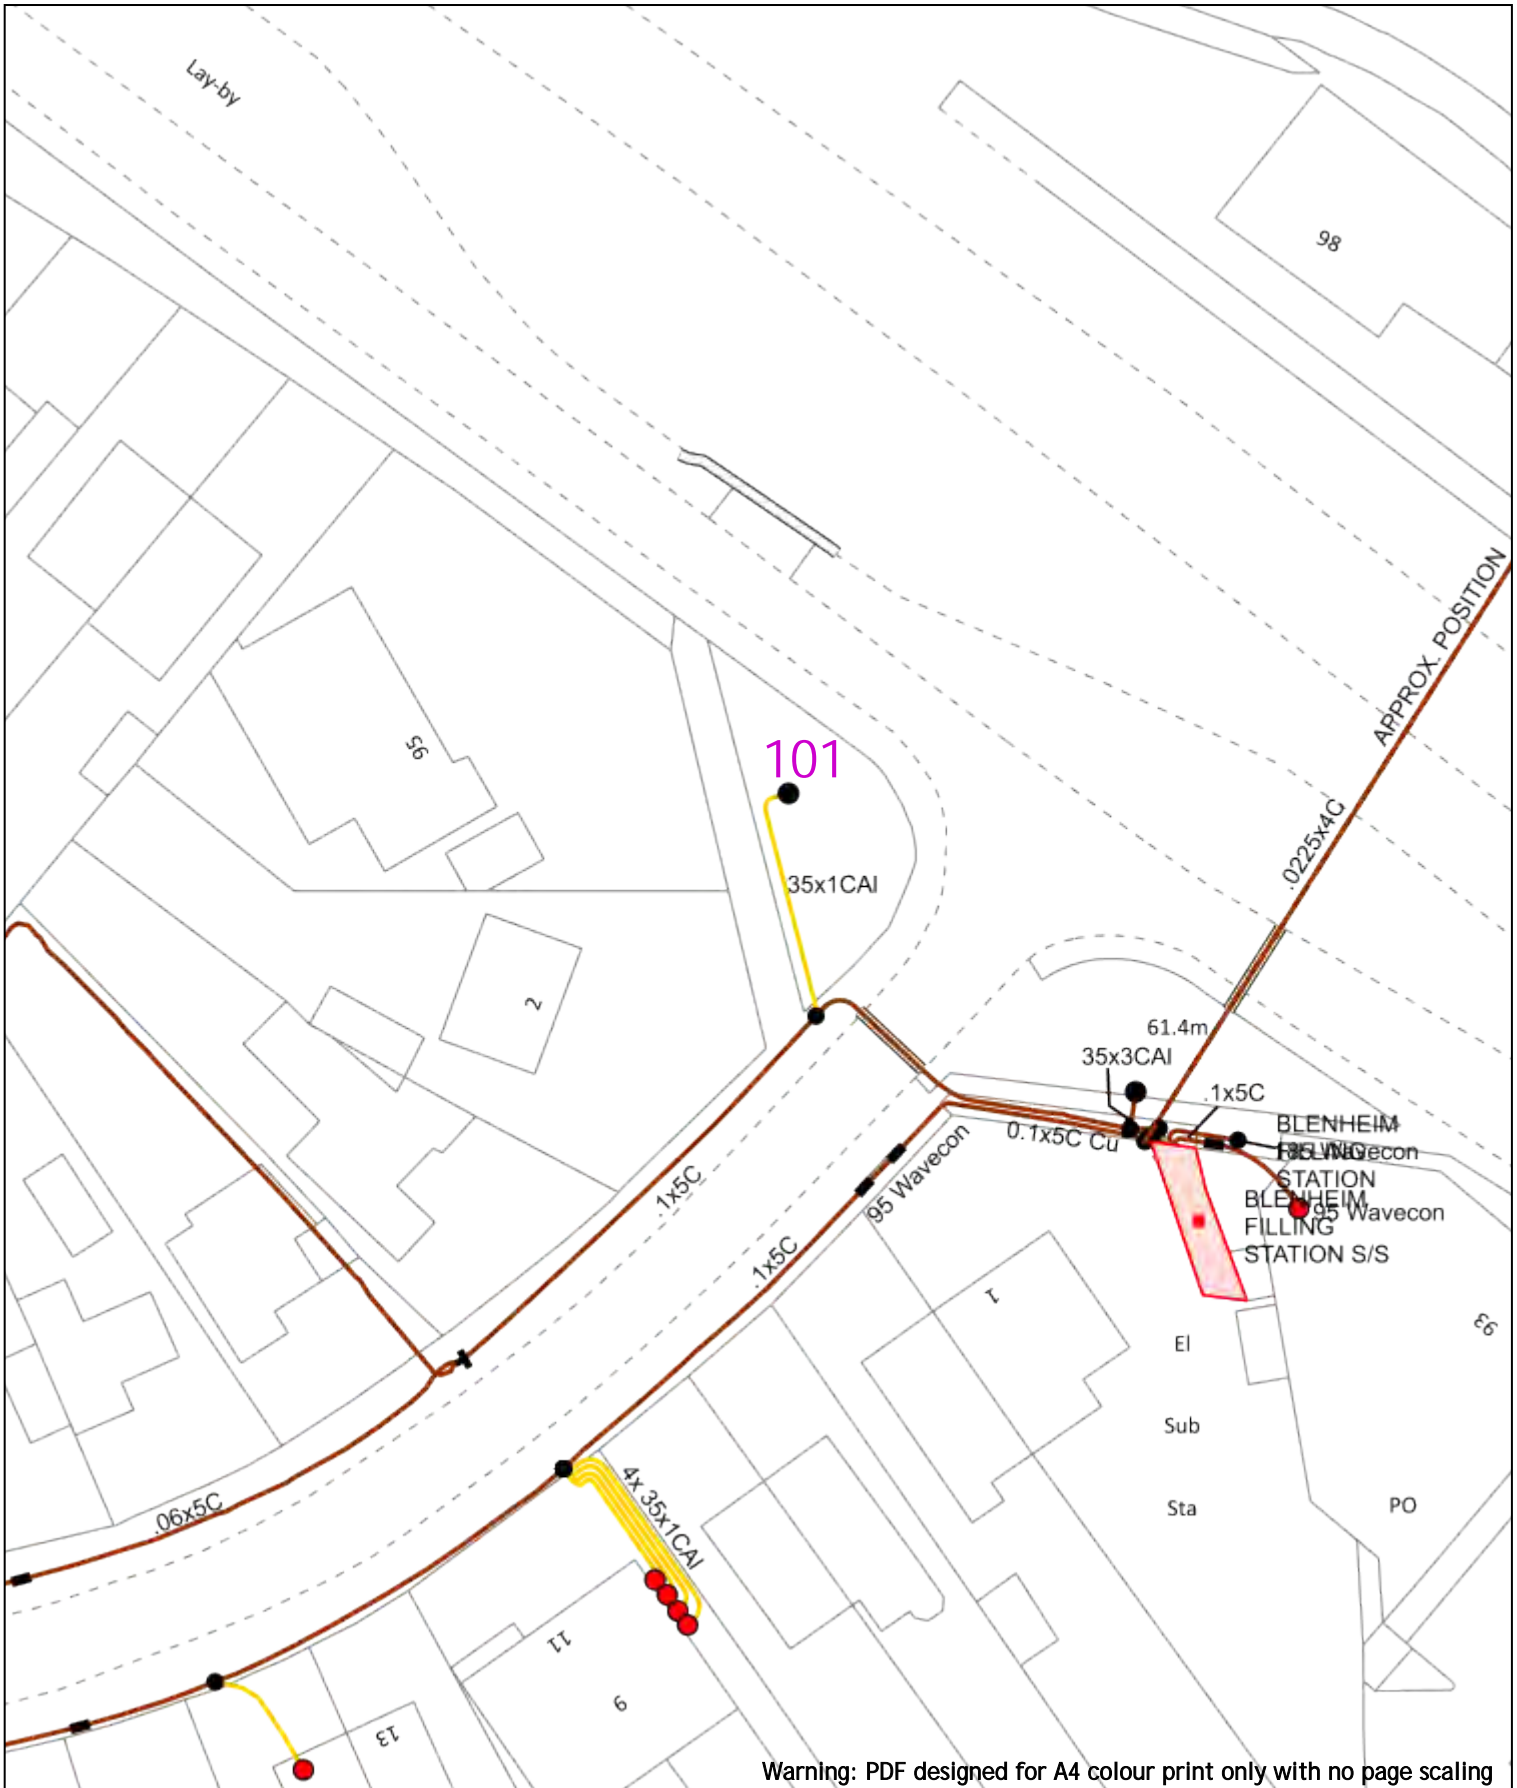 Lay-by
98
APPROX. POSITION
95
101
.0225x4C
35x1CAl
2
61.4m
35x3CAl
.1x5C
0.1x5C Cu
BLENHEIM
FILLING
STATION
Wavecon
95 Wavecon
.1x5C
BLENHEIM
FILLING
STATION S/S
95 Wavecon
.1x5C
1
El
Sub
Sta
93
PO
4x 35x1CAl
.06x5C
11
9
13
Warning: PDF designed for A4 colour print only with no page scaling